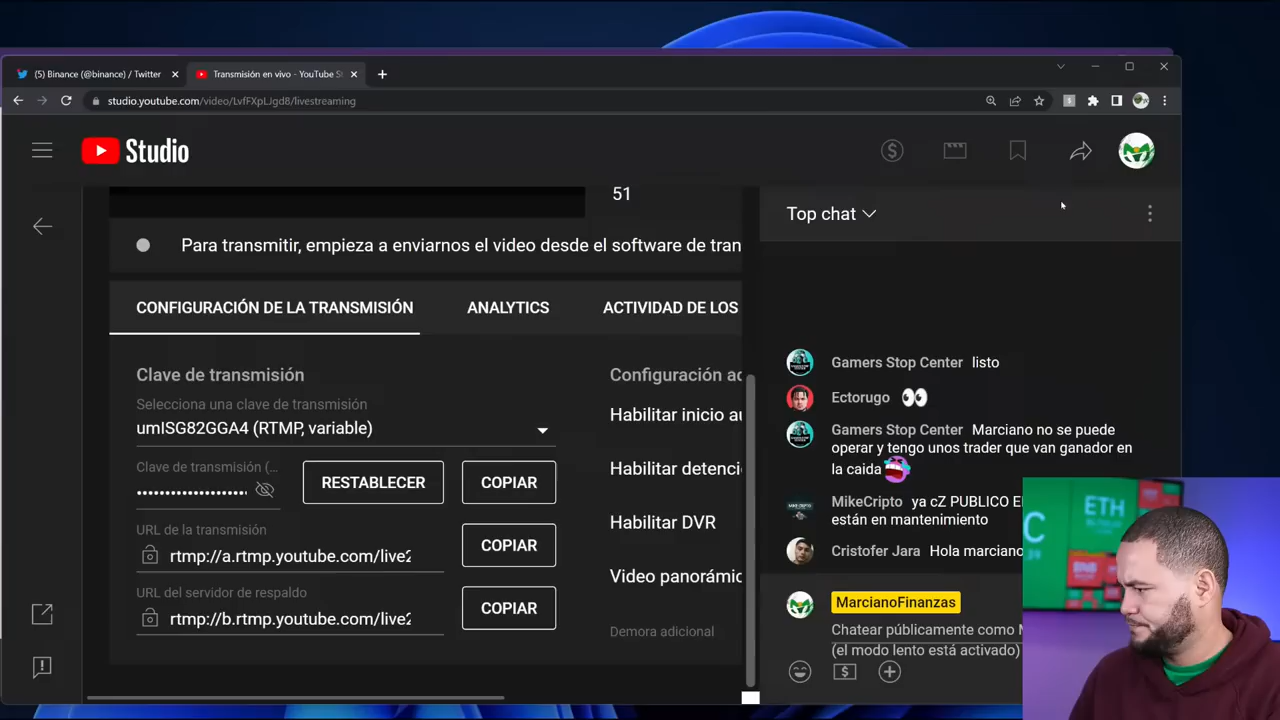 (5) Binance (@binance) / Twitter
Transmisión en vivo - YouTube St
studio.youtube.com/video/LvfFXpLJgd8/livestreaming
Studio
51
Top chat
Para transmitir, empieza a enviarnos el video desde el software de tran
CONFIGURACIÓN DE LA TRANSMISIÓN
ANALYTICS
ACTIVIDAD DE LOS
Clave de transmisión
Selecciona una clave de transmisión
umISG82GGA4 (RTMP, variable)
Clave de transmisión (...
RESTABLECER
COPIAR
URL de la transmisión
rtmp://a.rtmp.youtube.com/live2
COPIAR
URL del servidor de respaldo
rtmp://b.rtmp.youtube.com/live2
COPIAR
Configuración ad
Habilitar inicio au
Habilitar detenci
Habilitar DVR
Video panorámic
Demora adicional
Gamers Stop Center listo
Ectorugo
Gamers Stop Center Marciano no se puede
operar y tengo unos trader que van ganador en
la caida
MikeCripto ya cZ PUBLICO E
están en mantenimiento
Cristofer Jara Hola marciano
MarcianoFinanzas
Chatear públicamente como M
(el modo lento está activado)
C
ETH